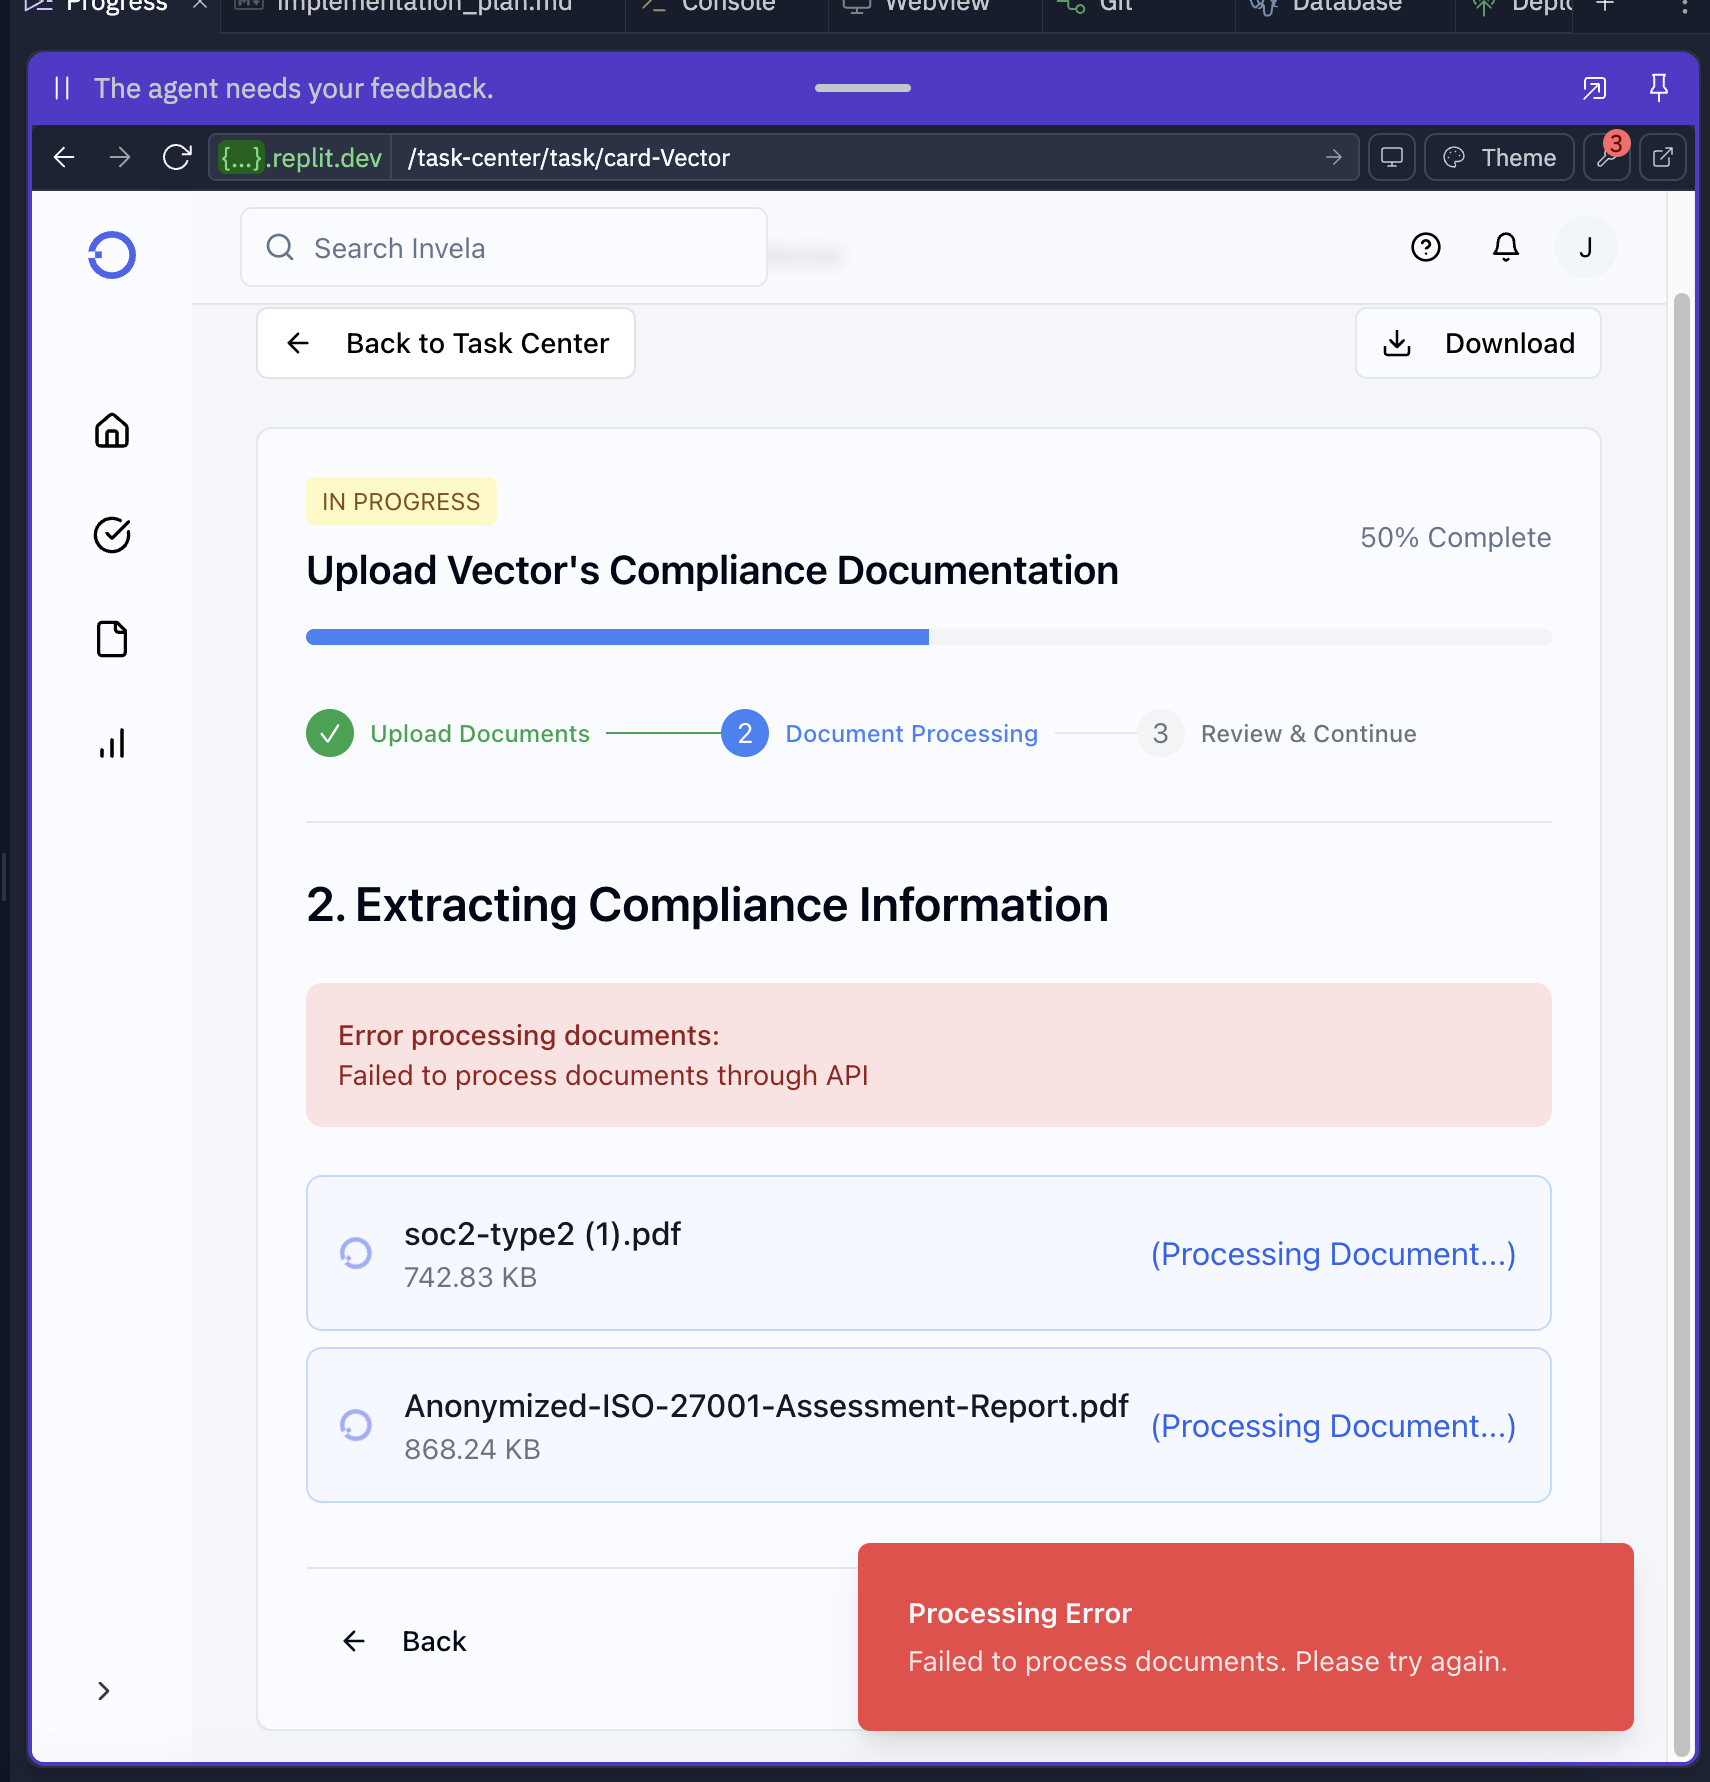 Progress
Implementation_plan.md
Console
Webview
Git
Database
The agent needs your feedback.
{...}.replit.dev /task-center/task/card-Vector
Theme
3
Search Invela
J
Back to Task Center
Download
IN PROGRESS
50% Complete
Upload Vector's Compliance Documentation
Upload Documents
2 Document Processing
3 Review & Continue
2. Extracting Compliance Information
Error processing documents:
Failed to process documents through API
soc2-type2 (1).pdf
742.83 KB
(Processing Document...)
Anonymized-ISO-27001-Assessment-Report.pdf
868.24 KB
(Processing Document...)
Back
Processing Error
Failed to process documents. Please try again.